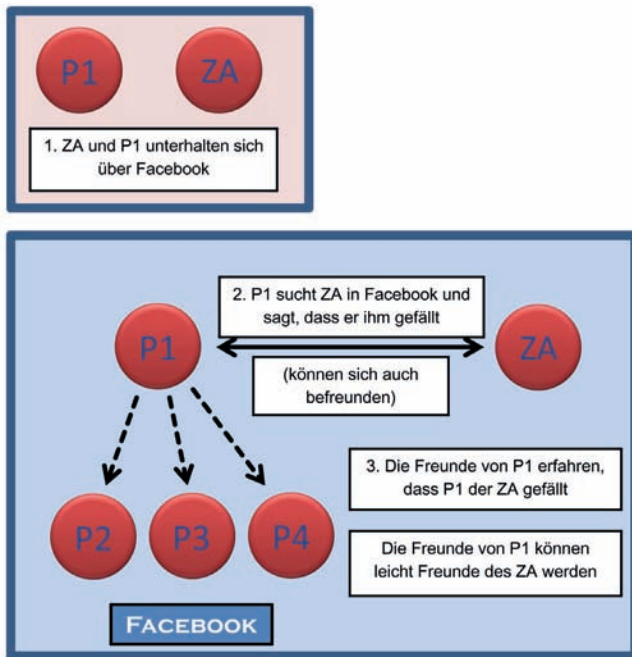 P1 ZA
1. ZA und P1 unterhalten sich
über Facebook
2. P1 sucht ZA in Facebook und
sagt, dass er ihm gefällt
P1 ZA
(können sich auch
befreunden)
3. Die Freunde von P1 erfahren,
dass P1 der ZA gefällt
P2 P3 P4
Die Freunde von P1 können
leicht Freunde des ZA werden
FACEBOOK